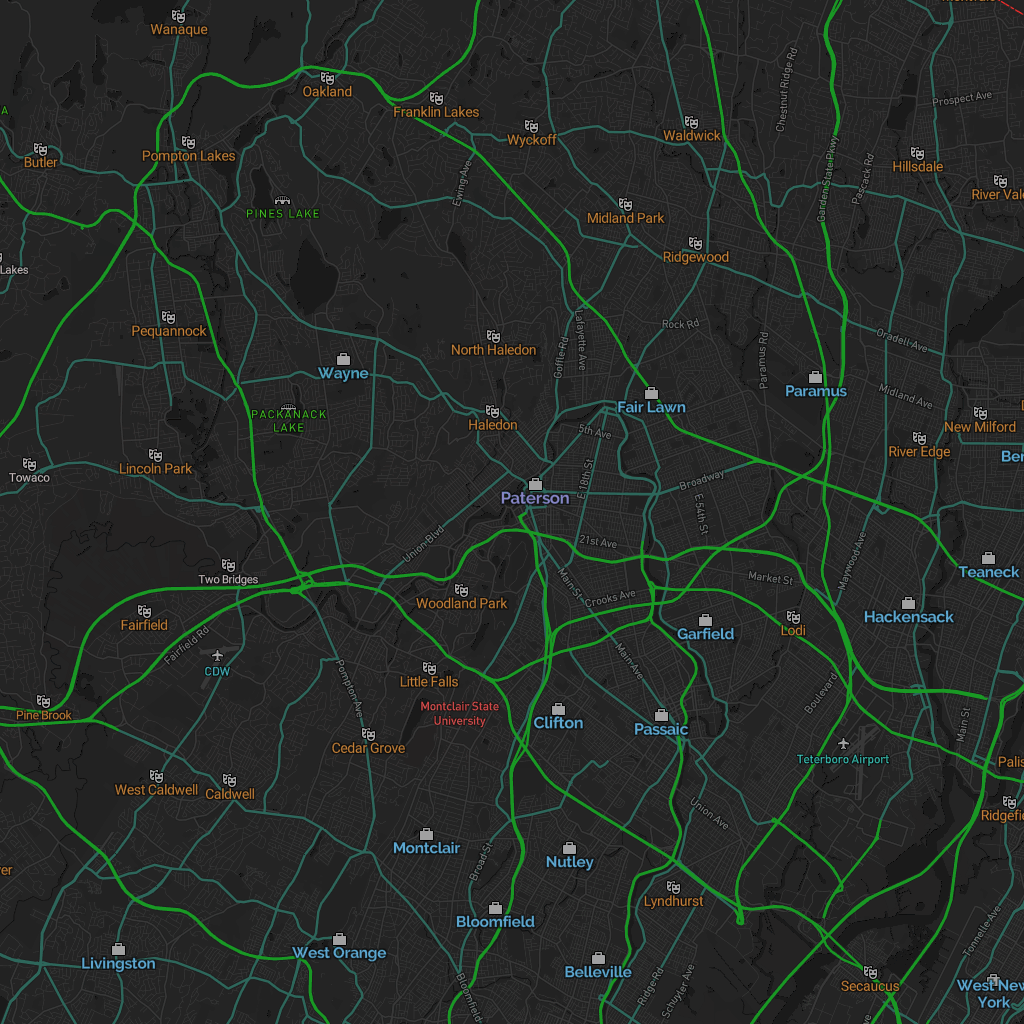 Wanaque
Oakland
Franklin Lakes
Chestnut Ridge Rd
Prospect Ave
A
Butler
Pompton Lakes
Wyckoff
Waldwick
Hillsdale
Garden State Pkwy
Pascack Rd
Ewing Ave
River Vale
PINES LAKE
Midland Park
Ridgewood
Lakes
Pequannock
North Haledon
Lafayette Ave
Goffle Rd
Rock Rd
Paramus Rd
Oradell Ave
Wayne
Paramus
Midland Ave
PACKANACK
LAKE
Haledon
Fair Lawn
5th Ave
New Milford
River Edge
Ber
Towaco
Lincoln Park
E 18th St
Broadway
Paterson
E 54th St
Union Blvd
21st Ave
Maywood Ave
Two Bridges
Main St
Market St
Teaneck
Woodland Park
Crooks Ave
Fairfield
Garfield
Lodi
Hackensack
Fairfield Rd
CDW
Pompton Ave
Little Falls
Main Ave
Boulevard
Pine Brook
Montclair State
University
Clifton
Passaic
Main St
Cedar Grove
Teterboro Airport
Palis
West Caldwell
Caldwell
Union Ave
Ridgefie
Montclair
Nutley
Broad St
ver
Lyndhurst
Bloomfield
Tonnelle Ave
West Orange
Livingston
Belleville
Ridge Rd
Schuyler Ave
Bloomfield
Secaucus
West New
York